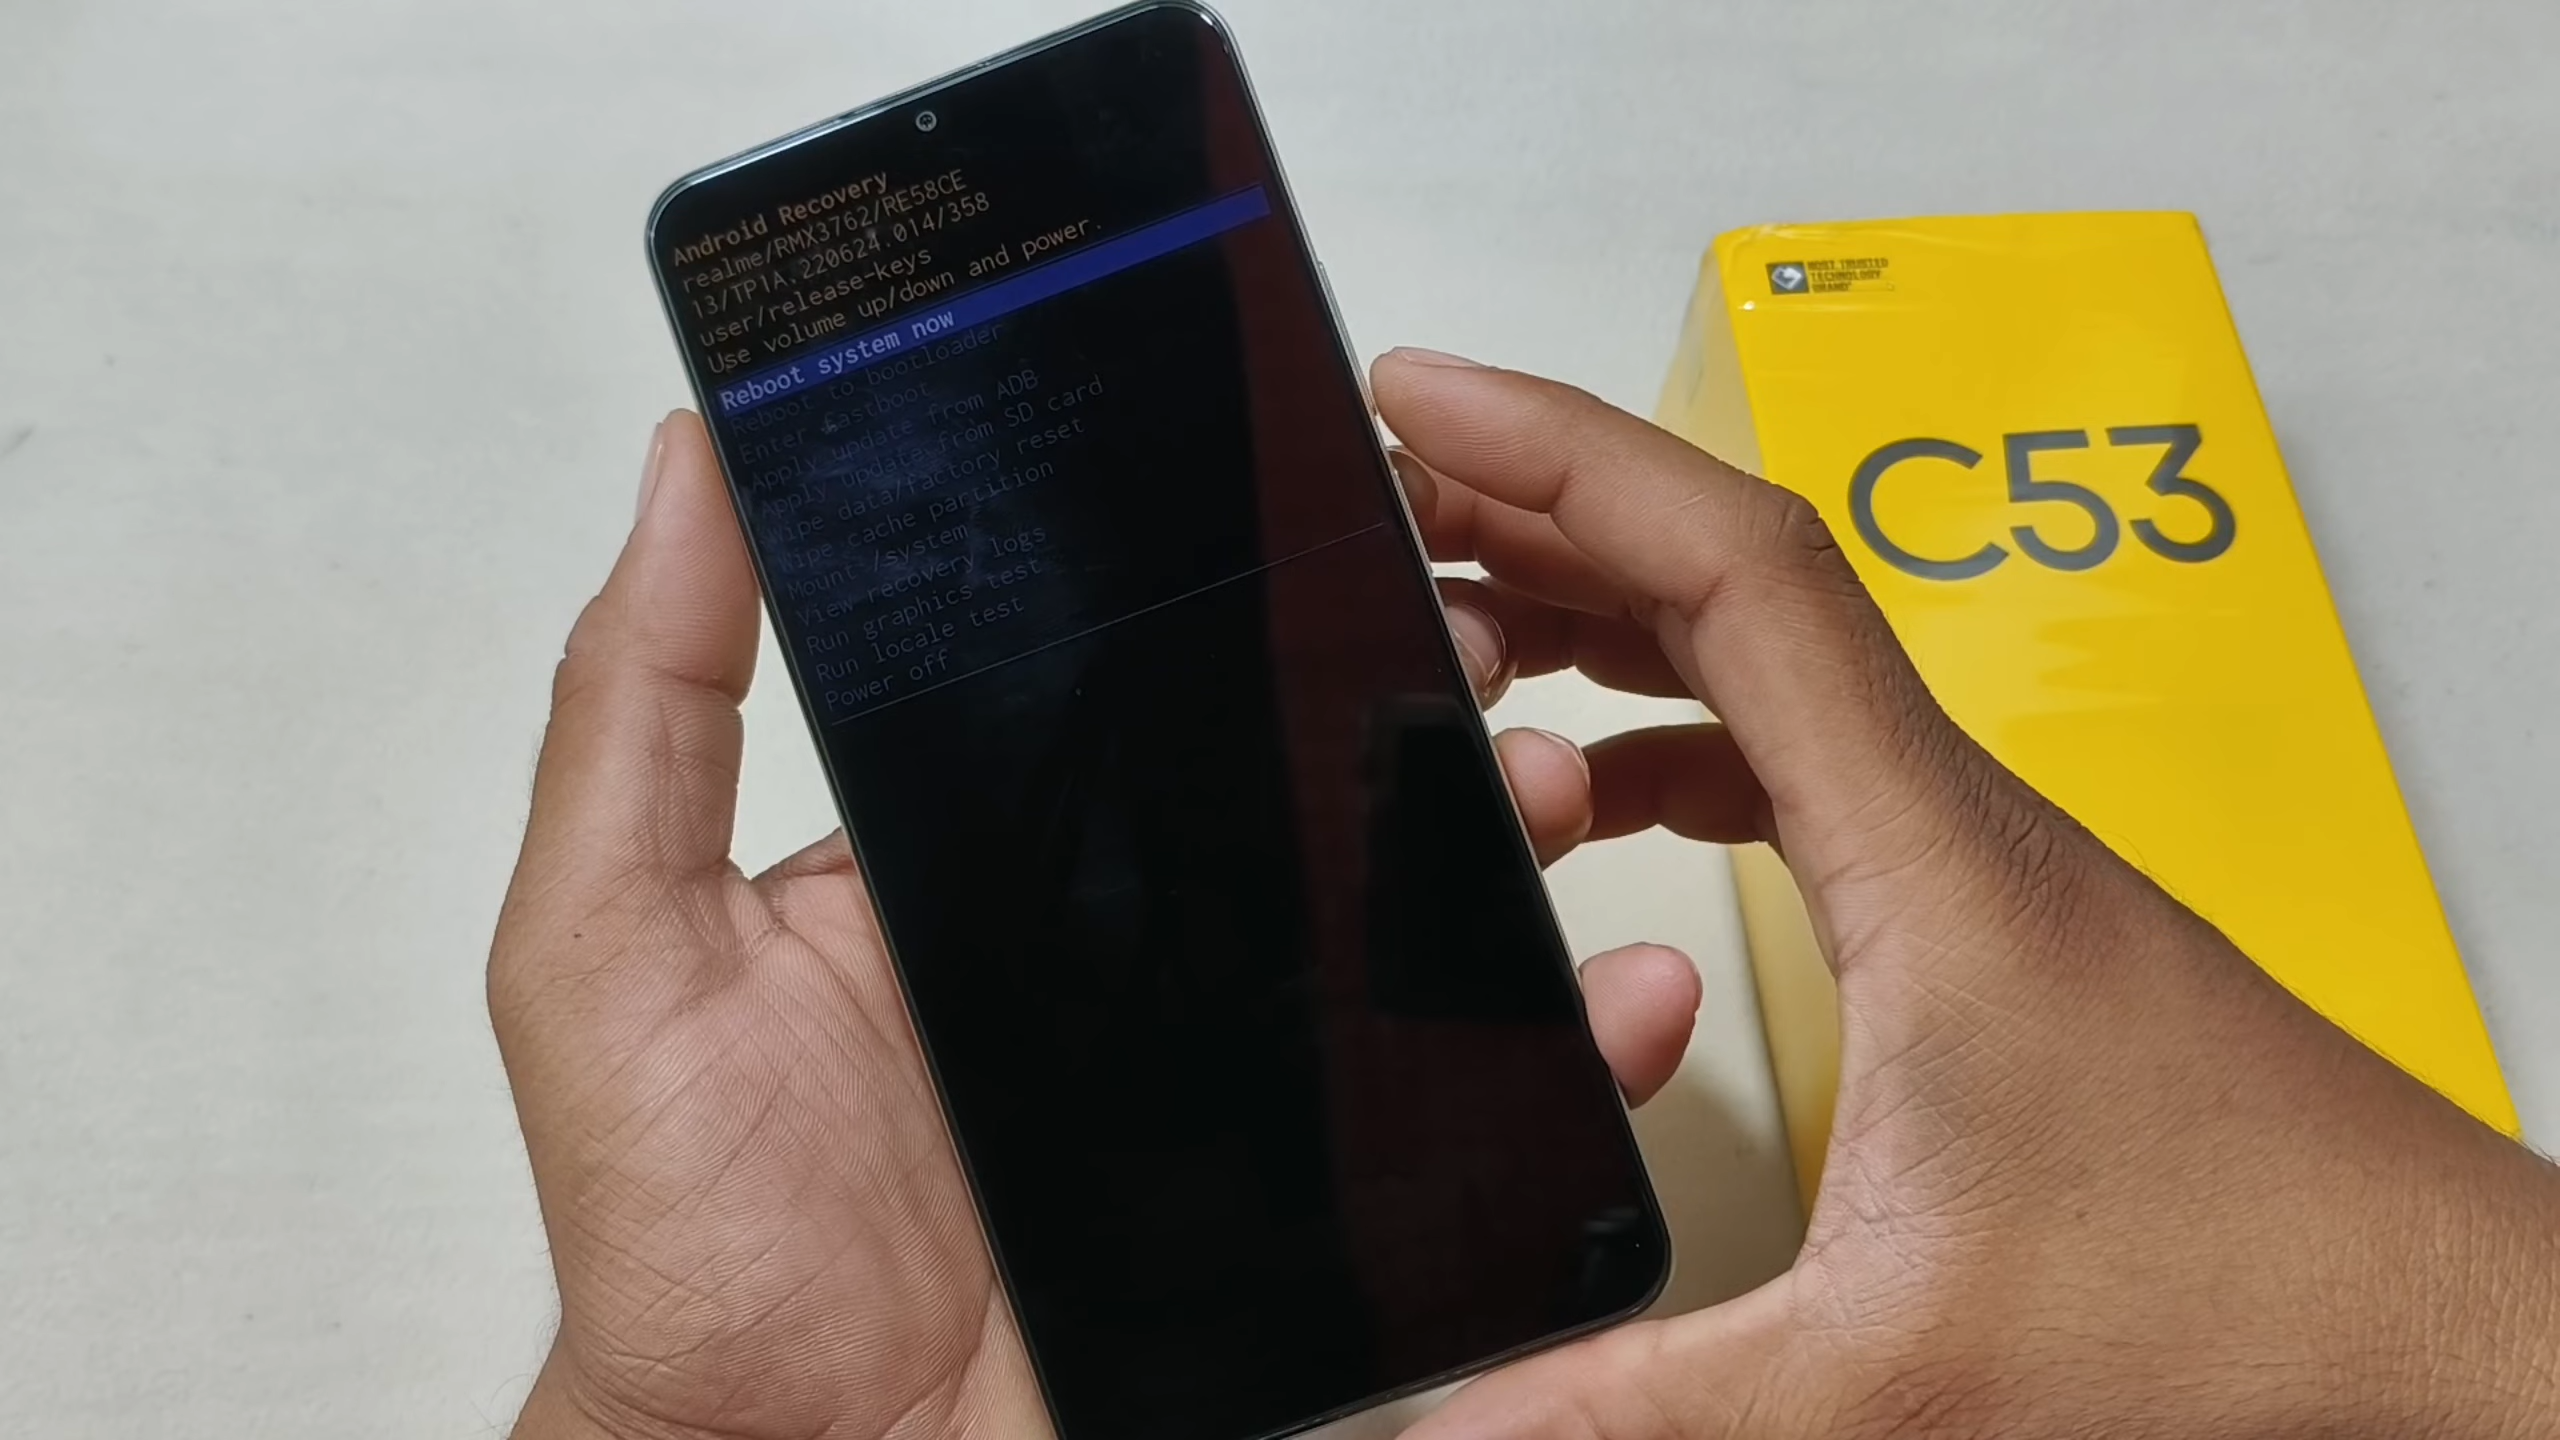 Android Recovery
realme/RMX3762/RE58CE
13/TP1A.220624.014/358
user/release-keys
Use volume up/down and power.
Reboot system now
Reboot to bootloader
Enter fastboot
Apply update from ADB
Apply update from SD card
Wipe data/factory reset
Wipe cache partition
Mount /system
View recovery logs
Run graphics test
Run locale test
Power off
MOST TRUSTED
TECHNOLOGY
BRAND*
C53